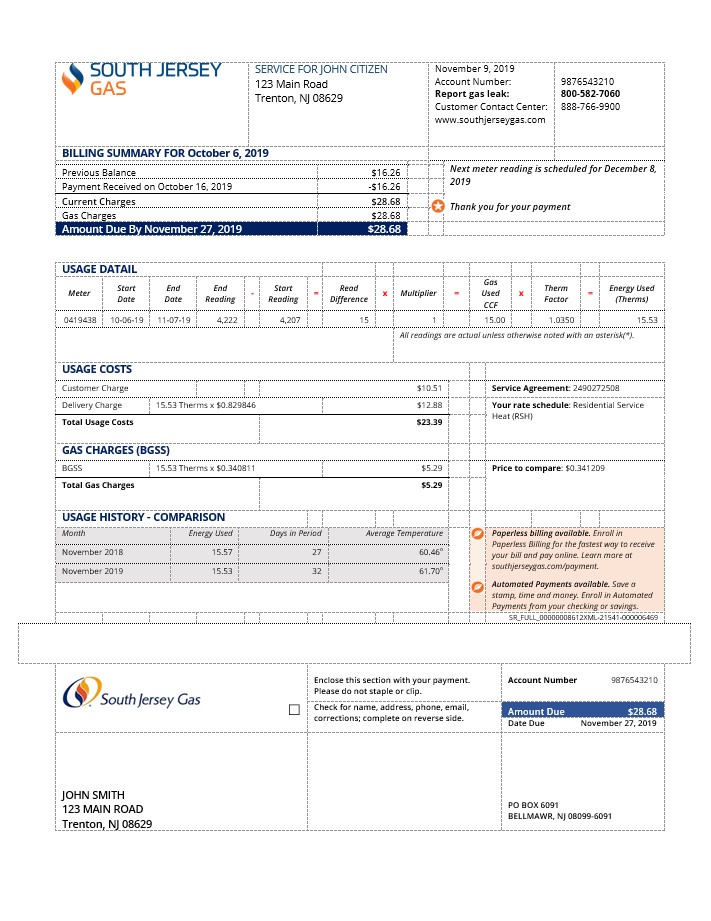 SOUTH JERSEY
GAS
SERVICE FOR JOHN CITIZEN
123 Main Road
Trenton, NJ 08629
November 9, 2019
Account Number: 9876543210
Report gas leak: 800-582-7060
Customer Contact Center: 888-766-9900
www.southjerseygas.com
BILLING SUMMARY FOR October 6, 2019
Previous Balance $16.26
Payment Received on October 16, 2019 -$16.26
Current Charges $28.68
Gas Charges $28.68
Amount Due By November 27, 2019 $28.68
Next meter reading is scheduled for December 8,
2019
Thank you for your payment
USAGE DATAIL
Meter Start Date End Date End Reading - Start Reading = Read Difference x Multiplier = Gas Used CCF x Therm Factor = Energy Used (Therms)
0419438 10-06-19 11-07-19 4,222 4,207 15 1 15.00 1.0350 15.53
All readings are actual unless otherwise noted with an asterisk(*).
USAGE COSTS
Customer Charge $10.51
Delivery Charge 15.53 Therms x $0.829846 $12.88
Total Usage Costs $23.39
Service Agreement: 2490272508
Your rate schedule: Residential Service
Heat (RSH)
GAS CHARGES (BGSS)
BGSS 15.53 Therms x $0.340811 $5.29
Total Gas Charges $5.29
Price to compare: $0.341209
USAGE HISTORY - COMPARISON
Month Energy Used Days in Period Average Temperature
November 2018 15.57 27 60.46°
November 2019 15.53 32 61.70°
Paperless billing available. Enroll in
Paperless Billing for the fastest way to receive
your bill and pay online. Learn more at
southjerseygas.com/payment.
Automated Payments available. Save a
stamp, time and money. Enroll in Automated
Payments from your checking or savings.
SR_FULL_00000008612XML-21541-000006469
South Jersey Gas
Enclose this section with your payment.
Please do not staple or clip.
Check for name, address, phone, email,
corrections; complete on reverse side.
Account Number 9876543210
Amount Due $28.68
Date Due November 27, 2019
JOHN SMITH
123 MAIN ROAD
Trenton, NJ 08629
PO BOX 6091
BELLMAWR, NJ 08099-6091